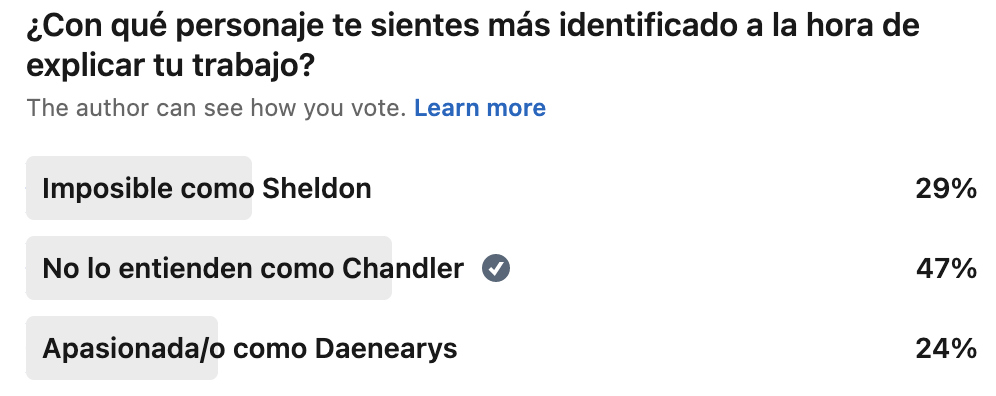 ¿Con qué personaje te sientes más identificado a la hora de
explicar tu trabajo?
The author can see how you vote. Learn more
Imposible como Sheldon 29%
No lo entienden como Chandler 47%
Apasionada/o como Daenearys 24%